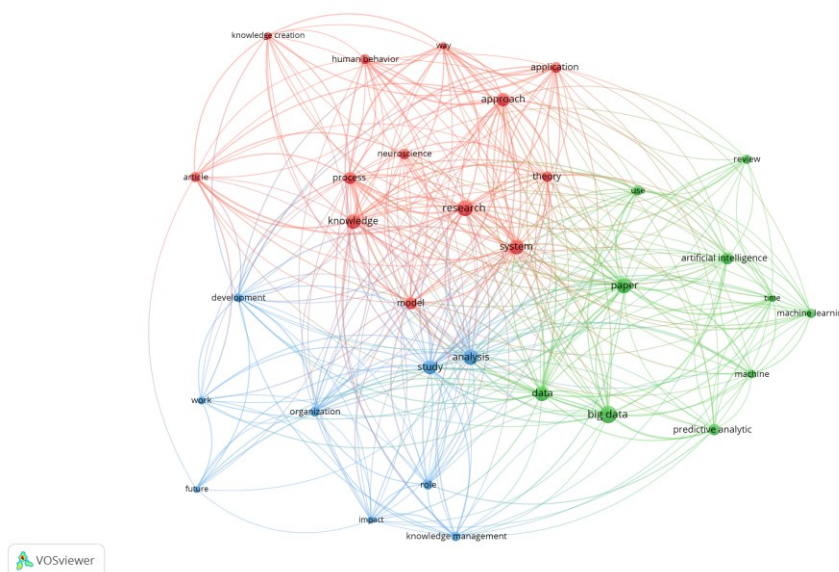 knowledge creation
way
human behavior
application
approach
neuroscience
review
article
process
theory
use
research
knowledge
system
artificial intelligence
paper
development
time
model
machine learnin
analysis
study
machine
data
work
organization
big data
predictive analytic
role
future
impact
knowledge management
VOSviewer